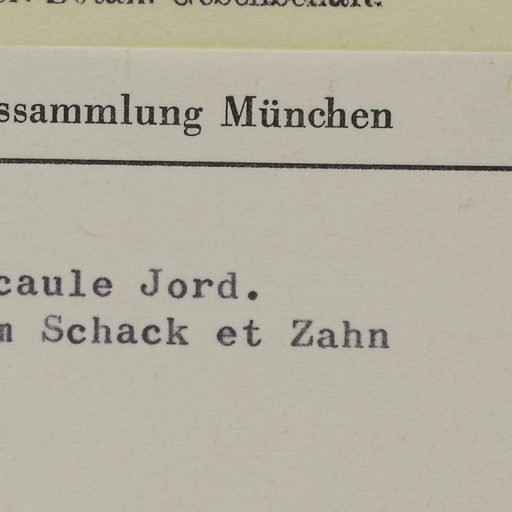 ssammlung München
caule Jord.
m Schack et Zahn